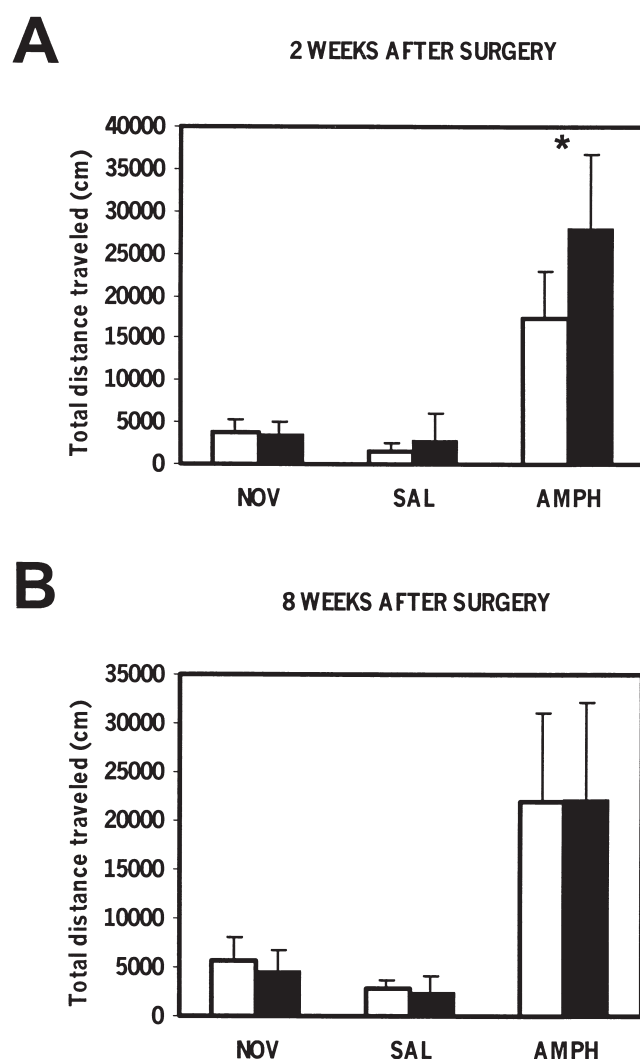 A
2 WEEKS AFTER SURGERY
Total distance traveled (cm)
40000
35000
30000
25000
20000
15000
10000
5000
0
*
NOV SAL AMPH
B
8 WEEKS AFTER SURGERY
Total distance traveled (cm)
35000
30000
25000
20000
15000
10000
5000
0
NOV SAL AMPH